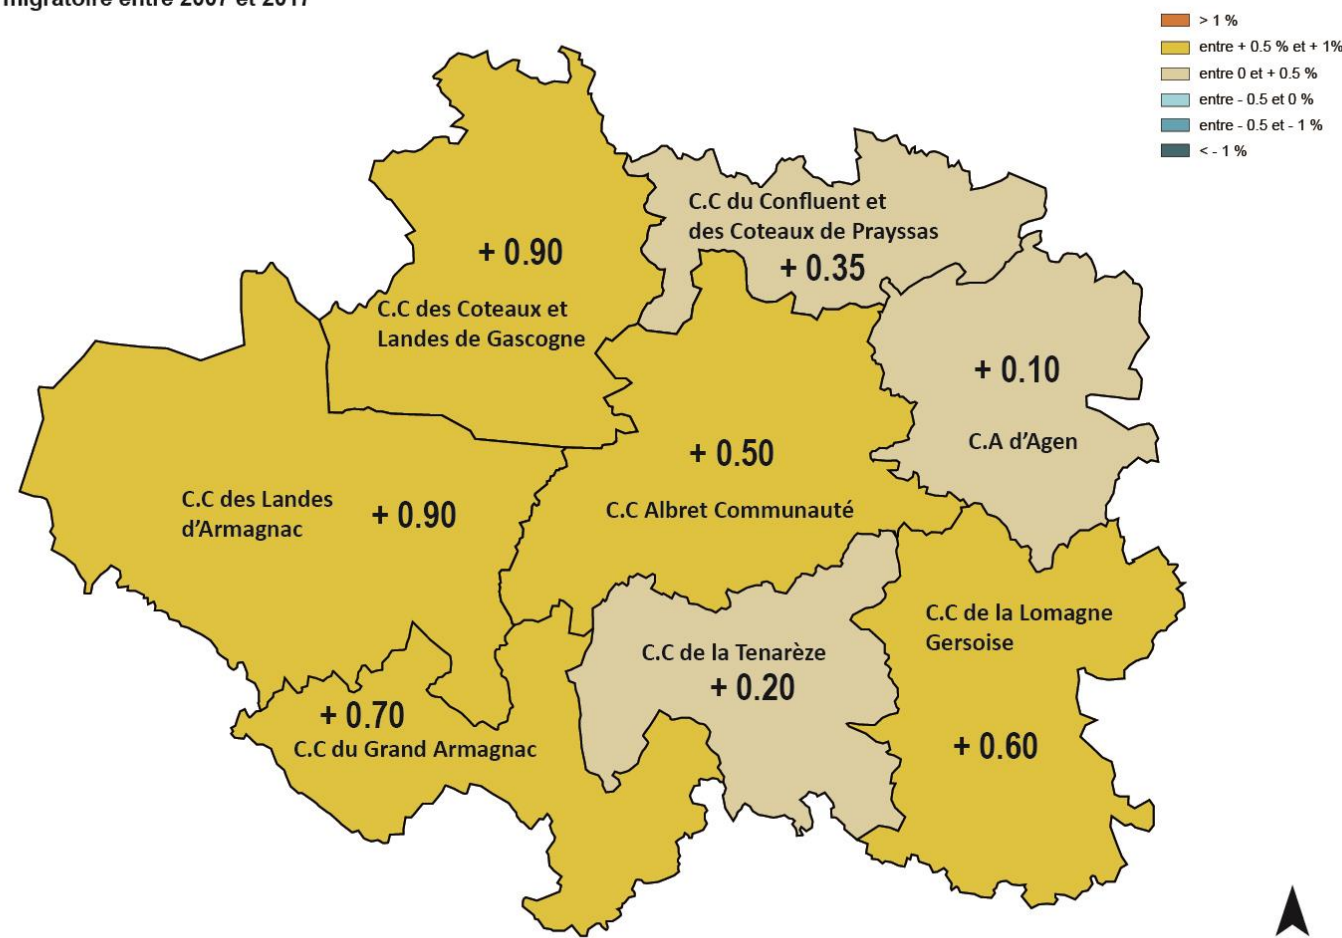 migratoire entre 2007 et 2017
> 1 %
entre + 0.5 % et + 1%
entre 0 et + 0.5 %
entre - 0.5 et 0 %
entre - 0.5 et - 1 %
< - 1 %
C.C du Confluent et
des Coteaux de Prayssas
+ 0.35
+ 0.90
C.C des Coteaux et
Landes de Gascogne
+ 0.10
C.A d’Agen
+ 0.50
C.C Albret Communauté
C.C des Landes
d’Armagnac
+ 0.90
C.C de la Lomagne
Gersoise
+ 0.60
C.C de la Tenarèze
+ 0.20
+ 0.70
C.C du Grand Armagnac